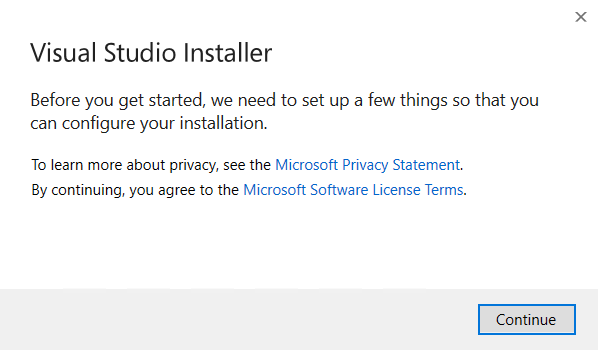 Visual Studio Installer
Before you get started, we need to set up a few things so that you
can configure your installation.
To learn more about privacy, see the Microsoft Privacy Statement.
By continuing, you agree to the Microsoft Software License Terms.
Continue